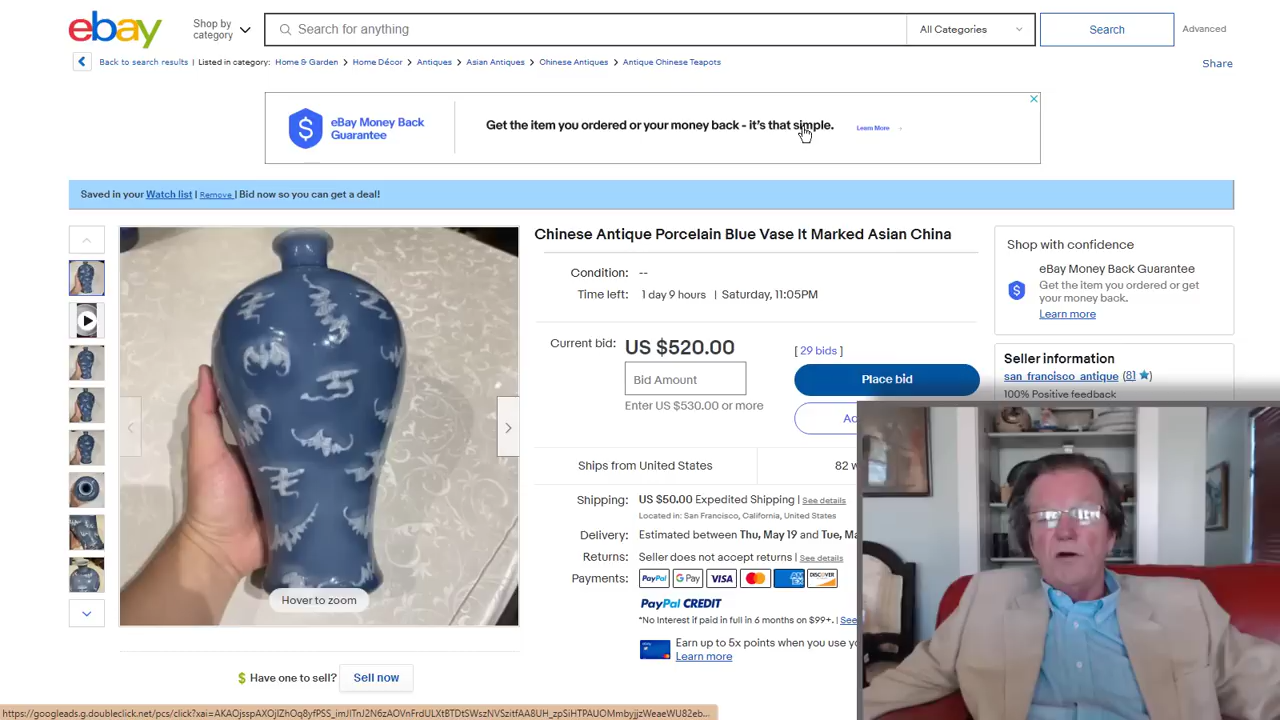 ebay
Shop by
category
Search for anything
All Categories
Search
Advanced
Back to search results | Listed in category: Home & Garden > Home Décor > Antiques > Asian Antiques > Chinese Antiques > Antique Chinese Teapots
Share
eBay Money Back
Guarantee
Get the item you ordered or your money back - it's that simple.
Learn More
Saved in your Watch list | Remove | Bid now so you can get a deal!
Chinese Antique Porcelain Blue Vase It Marked Asian China
Condition: --
Time left: 1 day 9 hours | Saturday, 11:05PM
Current bid: US $520.00 [ 29 bids ]
Bid Amount
Place bid
Enter US $530.00 or more
Ships from United States
82
Shipping: US $50.00 Expedited Shipping | See details
Located in: San Francisco, California, United States
Delivery: Estimated between Thu, May 19 and Tue,
Returns: Seller does not accept returns | See details
Payments: PayPal G Pay VISA MasterCard AMEX DISCOVER
PayPal CREDIT
*No Interest if paid in full in 6 months on $99+. | See
Earn up to 5x points when you use
Learn more
Hover to zoom
$ Have one to sell? Sell now
Shop with confidence
eBay Money Back Guarantee
Get the item you ordered or
your money back.
Learn more
Seller information
san_francisco_antique (81)
100% Positive feedback